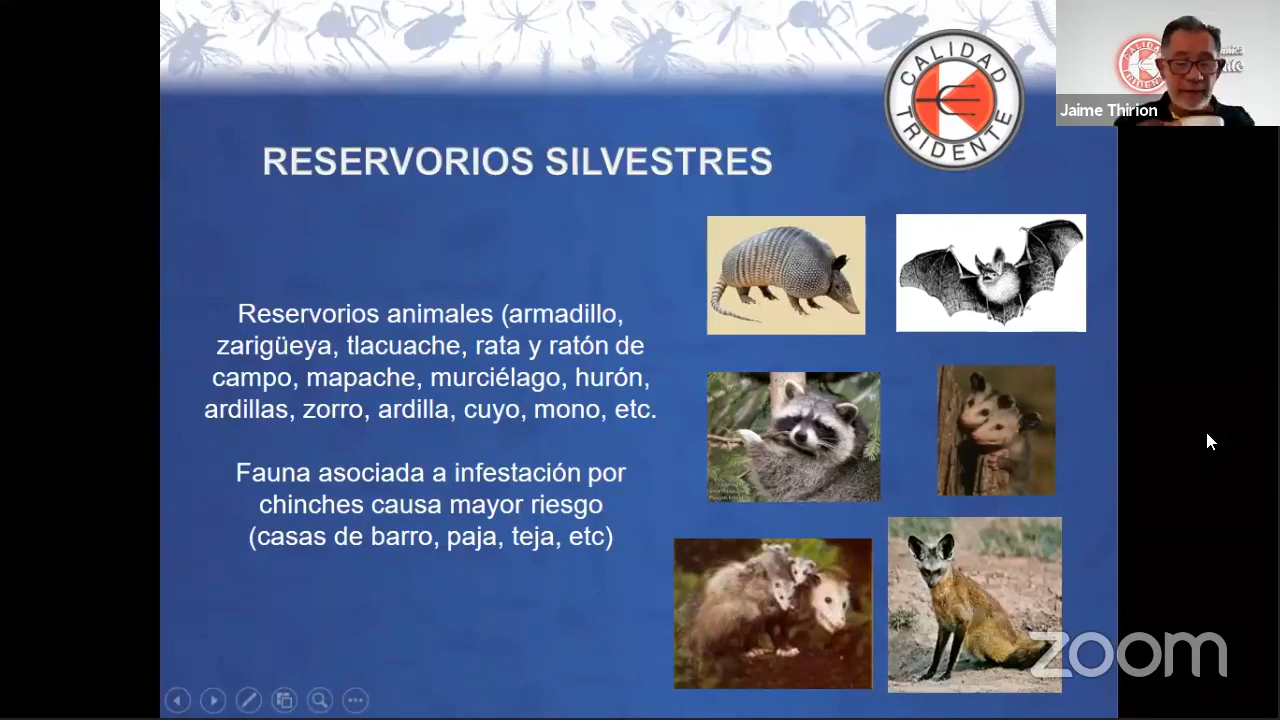 CALIDAD
TRIDENTE
Jaime Thirion
RESERVORIOS SILVESTRES
Reservorios animales (armadillo,
zarigüeya, tlacuache, rata y ratón de
campo, mapache, murciélago, hurón,
ardillas, zorro, ardilla, cuyo, mono, etc.
Fauna asociada a infestación por
chinches causa mayor riesgo
(casas de barro, paja, teja, etc)
zoom